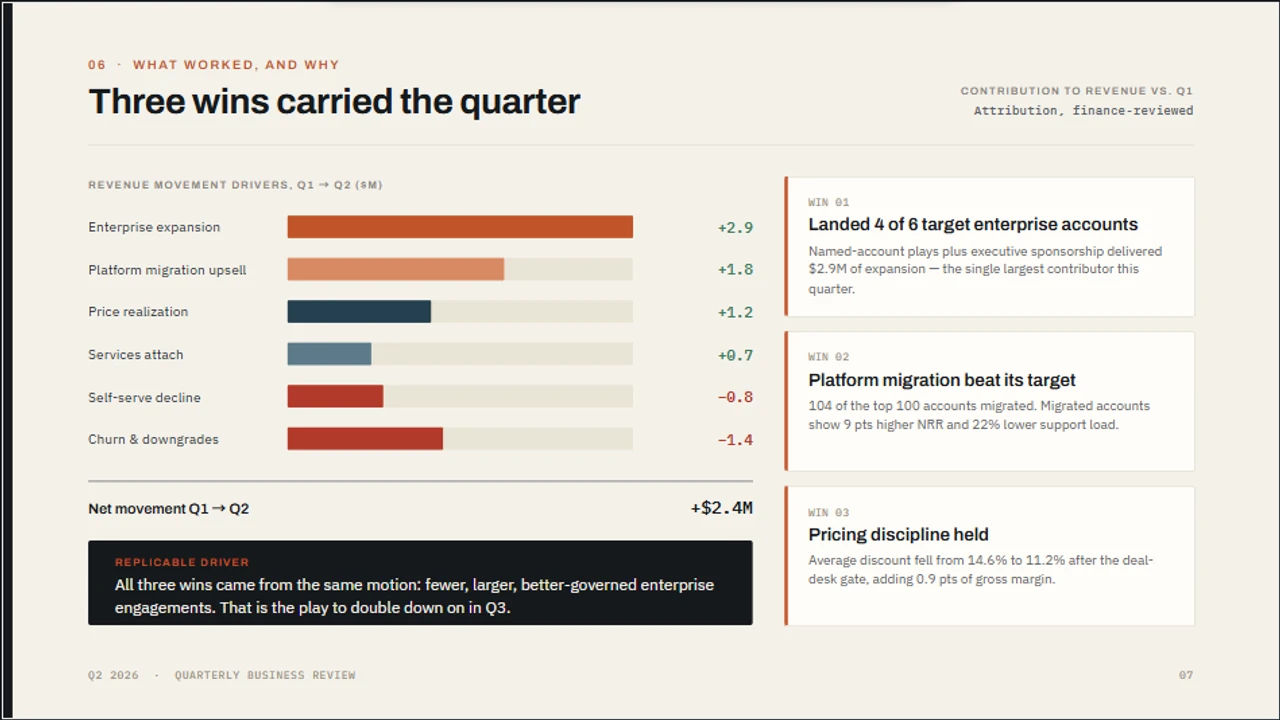 06 · WHAT WORKED, AND WHY
Three wins carried the quarter
CONTRIBUTION TO REVENUE VS. Q1
Attribution, finance-reviewed
REVENUE MOVEMENT DRIVERS, Q1 → Q2 ($M)
Enterprise expansion +2.9
Platform migration upsell +1.8
Price realization +1.2
Services attach +0.7
Self-serve decline −0.8
Churn & downgrades −1.4
Net movement Q1 → Q2 +$2.4M
REPLICABLE DRIVER
All three wins came from the same motion: fewer, larger, better-governed enterprise
engagements. That is the play to double down on in Q3.
WIN 01
Landed 4 of 6 target enterprise accounts
Named-account plays plus executive sponsorship delivered
$2.9M of expansion — the single largest contributor this
quarter.
WIN 02
Platform migration beat its target
104 of the top 100 accounts migrated. Migrated accounts
show 9 pts higher NRR and 22% lower support load.
WIN 03
Pricing discipline held
Average discount fell from 14.6% to 11.2% after the deal-
desk gate, adding 0.9 pts of gross margin.
Q2 2026 · QUARTERLY BUSINESS REVIEW
07